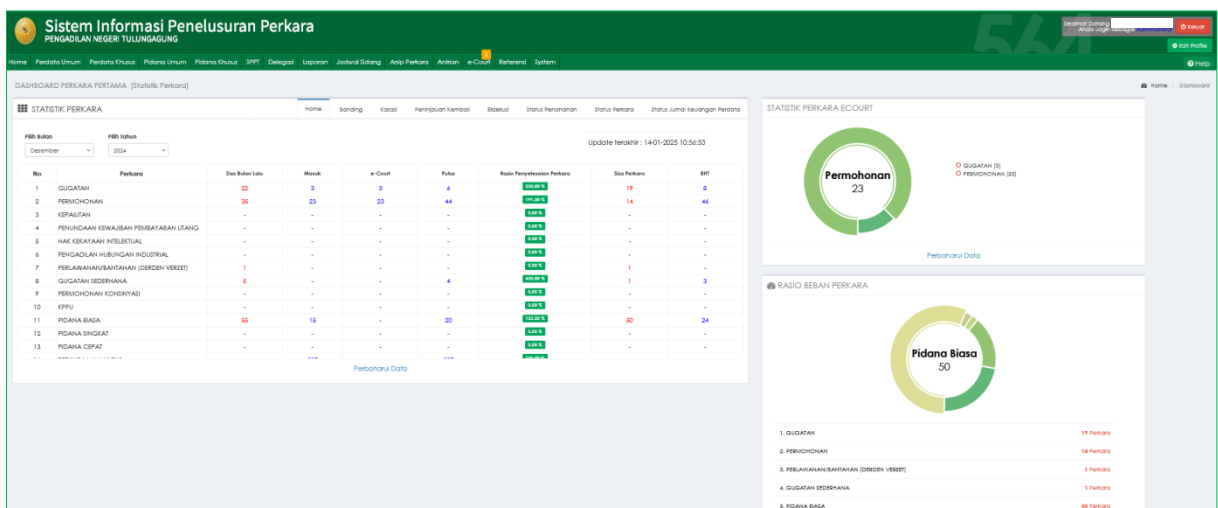 Sistem Informasi Penelusuran Perkara
PENGADILAN NEGERI TULUNGAGUNG
564
Selamat Datang
Anda Login sebagai
Keluar
Edit Profile
Home Perdata Umum Perdata Khusus Pidana Umum Pidana Khusus SPPT Delegasi Laporan Jadwal Sidang Arsip Perkara Antrian e-Court Referensi System
Help
DASHBOARD PERKARA PERTAMA [Statistik Perkara]
Home Dashboard
STATISTIK PERKARA
Home Banding Kasasi Peninjauan Kembali Eksekusi Status Penahanan Status Perkara Status Jurnal Keuangan Perdata
Pilih Bulan Pilih Tahun
Desember 2024
Update terakhir : 14-01-2025 10:56:53
No Perkara Sisa Bulan Lalu Masuk e-Court Putus Rasio Penyelesaian Perkara Sisa Perkara BHT
1 GUGATAN 22 3 3 6 19 8
2 PERMOHONAN 35 23 23 44 14 46
3 KEPAILITAN - - - - 0.00 % - -
4 PENUNDAAN KEWAJIBAN PEMBAYARAN UTANG - - - - 0.00 % - -
5 HAK KEKAYAAN INTELEKTUAL - - - - 0.00 % - -
6 PENGADILAN HUBUNGAN INDUSTRIAL - - - - 0.00 % - -
7 PERLAWANAN/BANTAHAN (DERDEN VERZET) 1 - - - 0.00 % 1 -
8 GUGATAN SEDERHANA 5 - - 4 1 3
9 PERMOHONAN KONSINYASI - - - - 0.00 % - -
10 KPPU - - - - 0.00 % - -
11 PIDANA BIASA 55 15 - 20 50 24
12 PIDANA SINGKAT - - - - 0.00 % - -
13 PIDANA CEPAT - - - - 0.00 % - -
Perbaharui Data
STATISTIK PERKARA ECOURT
Permohonan
23
GUGATAN (3)
PERMOHONAN (23)
Perbaharui Data
RASIO BEBAN PERKARA
Pidana Biasa
50
1. GUGATAN 19 Perkara
2. PERMOHONAN 14 Perkara
3. PERLAWANAN/BANTAHAN (DERDEN VERZET) 1 Perkara
4. GUGATAN SEDERHANA 1 Perkara
5. PIDANA BIASA 50 Perkara